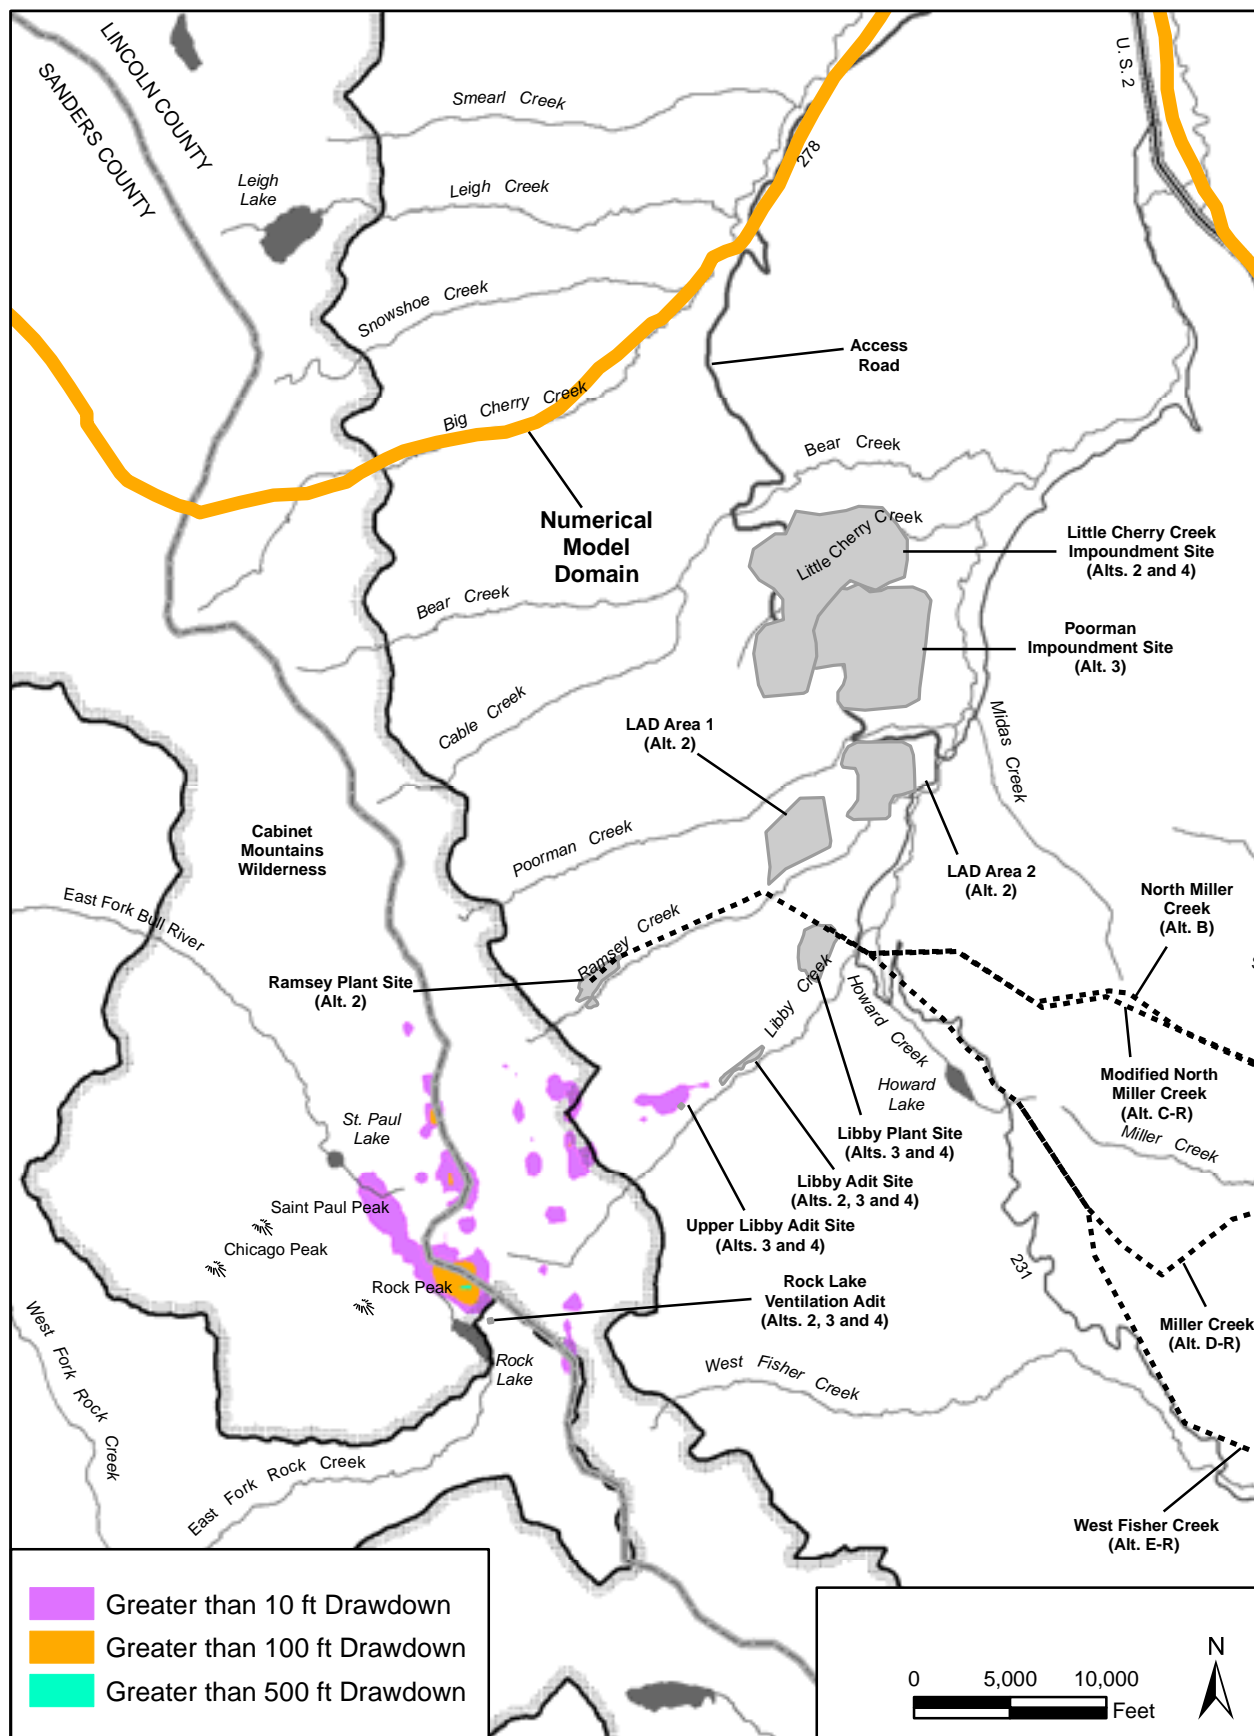 LINCOLN COUNTY
SANDERS COUNTY
U. S. 2
Smearl Creek
278
Leigh
Lake
Leigh Creek
Snowshoe Creek
Access
Road
Big Cherry Creek
Bear Creek
Numerical
Model
Domain
Little Cherry Creek
Little Cherry Creek
Impoundment Site
(Alts. 2 and 4)
Bear Creek
Poorman
Impoundment Site
(Alt. 3)
Cable Creek
LAD Area 1
(Alt. 2)
Midas Creek
Cabinet
Mountains
Wilderness
Poorman Creek
LAD Area 2
(Alt. 2)
North Miller
Creek
(Alt. B)
East Fork Bull River
Ramsey Creek
Ramsey Plant Site
(Alt. 2)
Libby Creek
Howard Creek
S
Howard
Lake
Modified North
Miller Creek
(Alt. C-R)
St. Paul
Lake
Libby Plant Site
(Alts. 3 and 4)
Miller Creek
Libby Adit Site
(Alts. 2, 3 and 4)
Saint Paul Peak
Upper Libby Adit Site
(Alts. 3 and 4)
Chicago Peak
231
Rock Peak
Rock Lake
Ventilation Adit
(Alts. 2, 3 and 4)
Miller Creek
(Alt. D-R)
West Fork Rock Creek
Rock
Lake
West Fisher Creek
East Fork Rock Creek
West Fisher Creek
(Alt. E-R)
Greater than 10 ft Drawdown
Greater than 100 ft Drawdown
Greater than 500 ft Drawdown
N
0 5,000 10,000
Feet